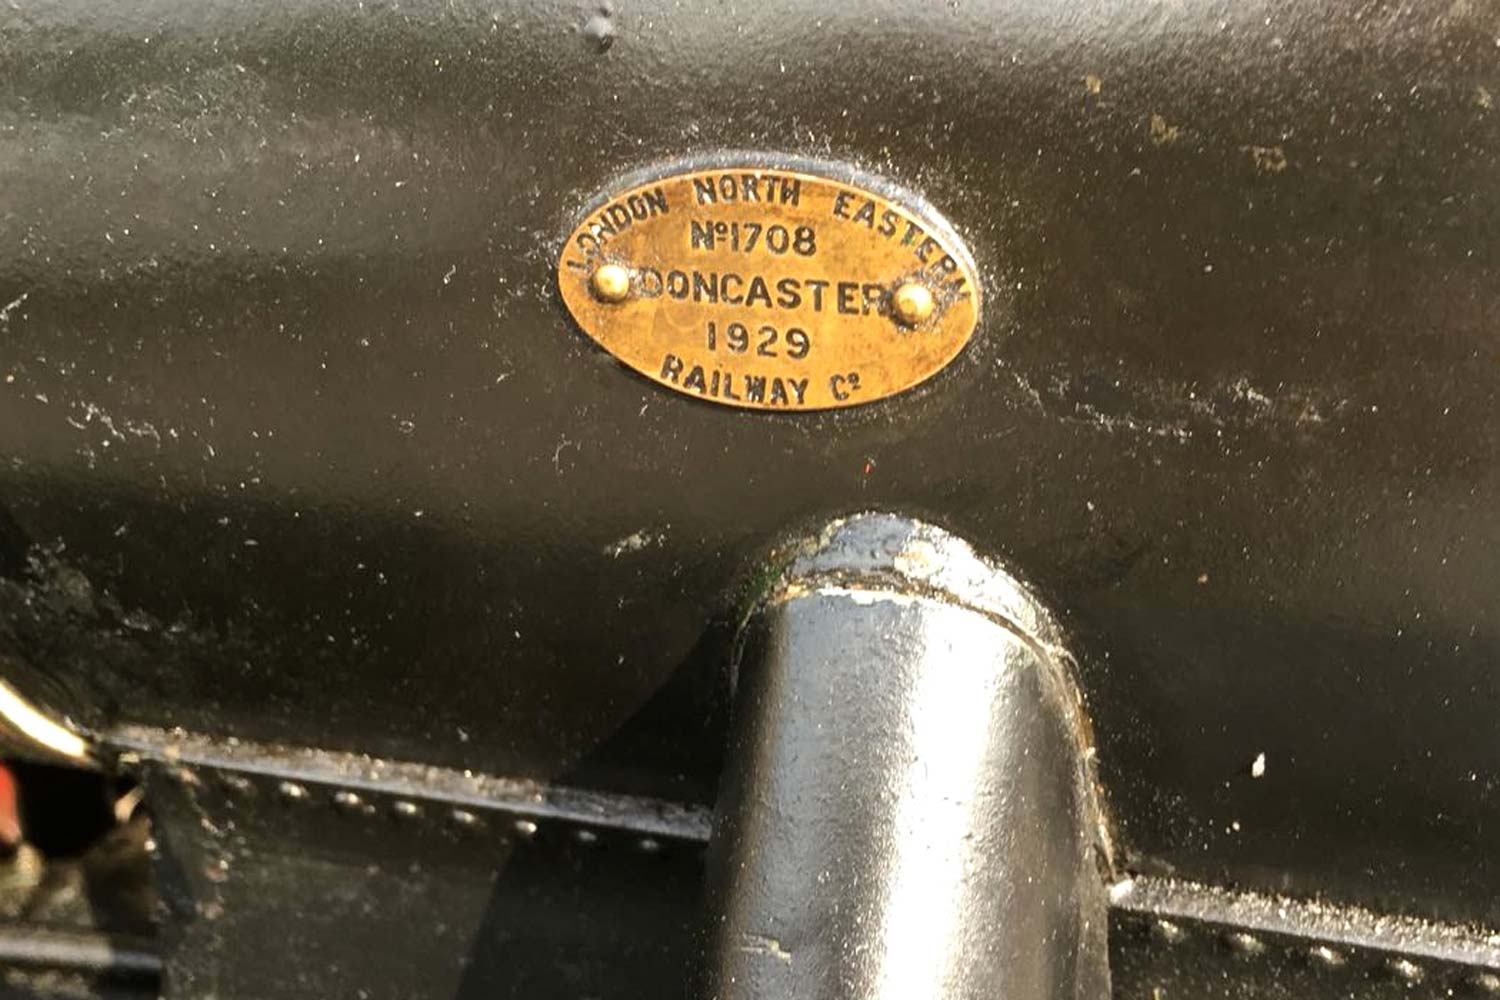 LONDON NORTH EASTERN
Nº1708
DONCASTER
1929
RAILWAY Cº